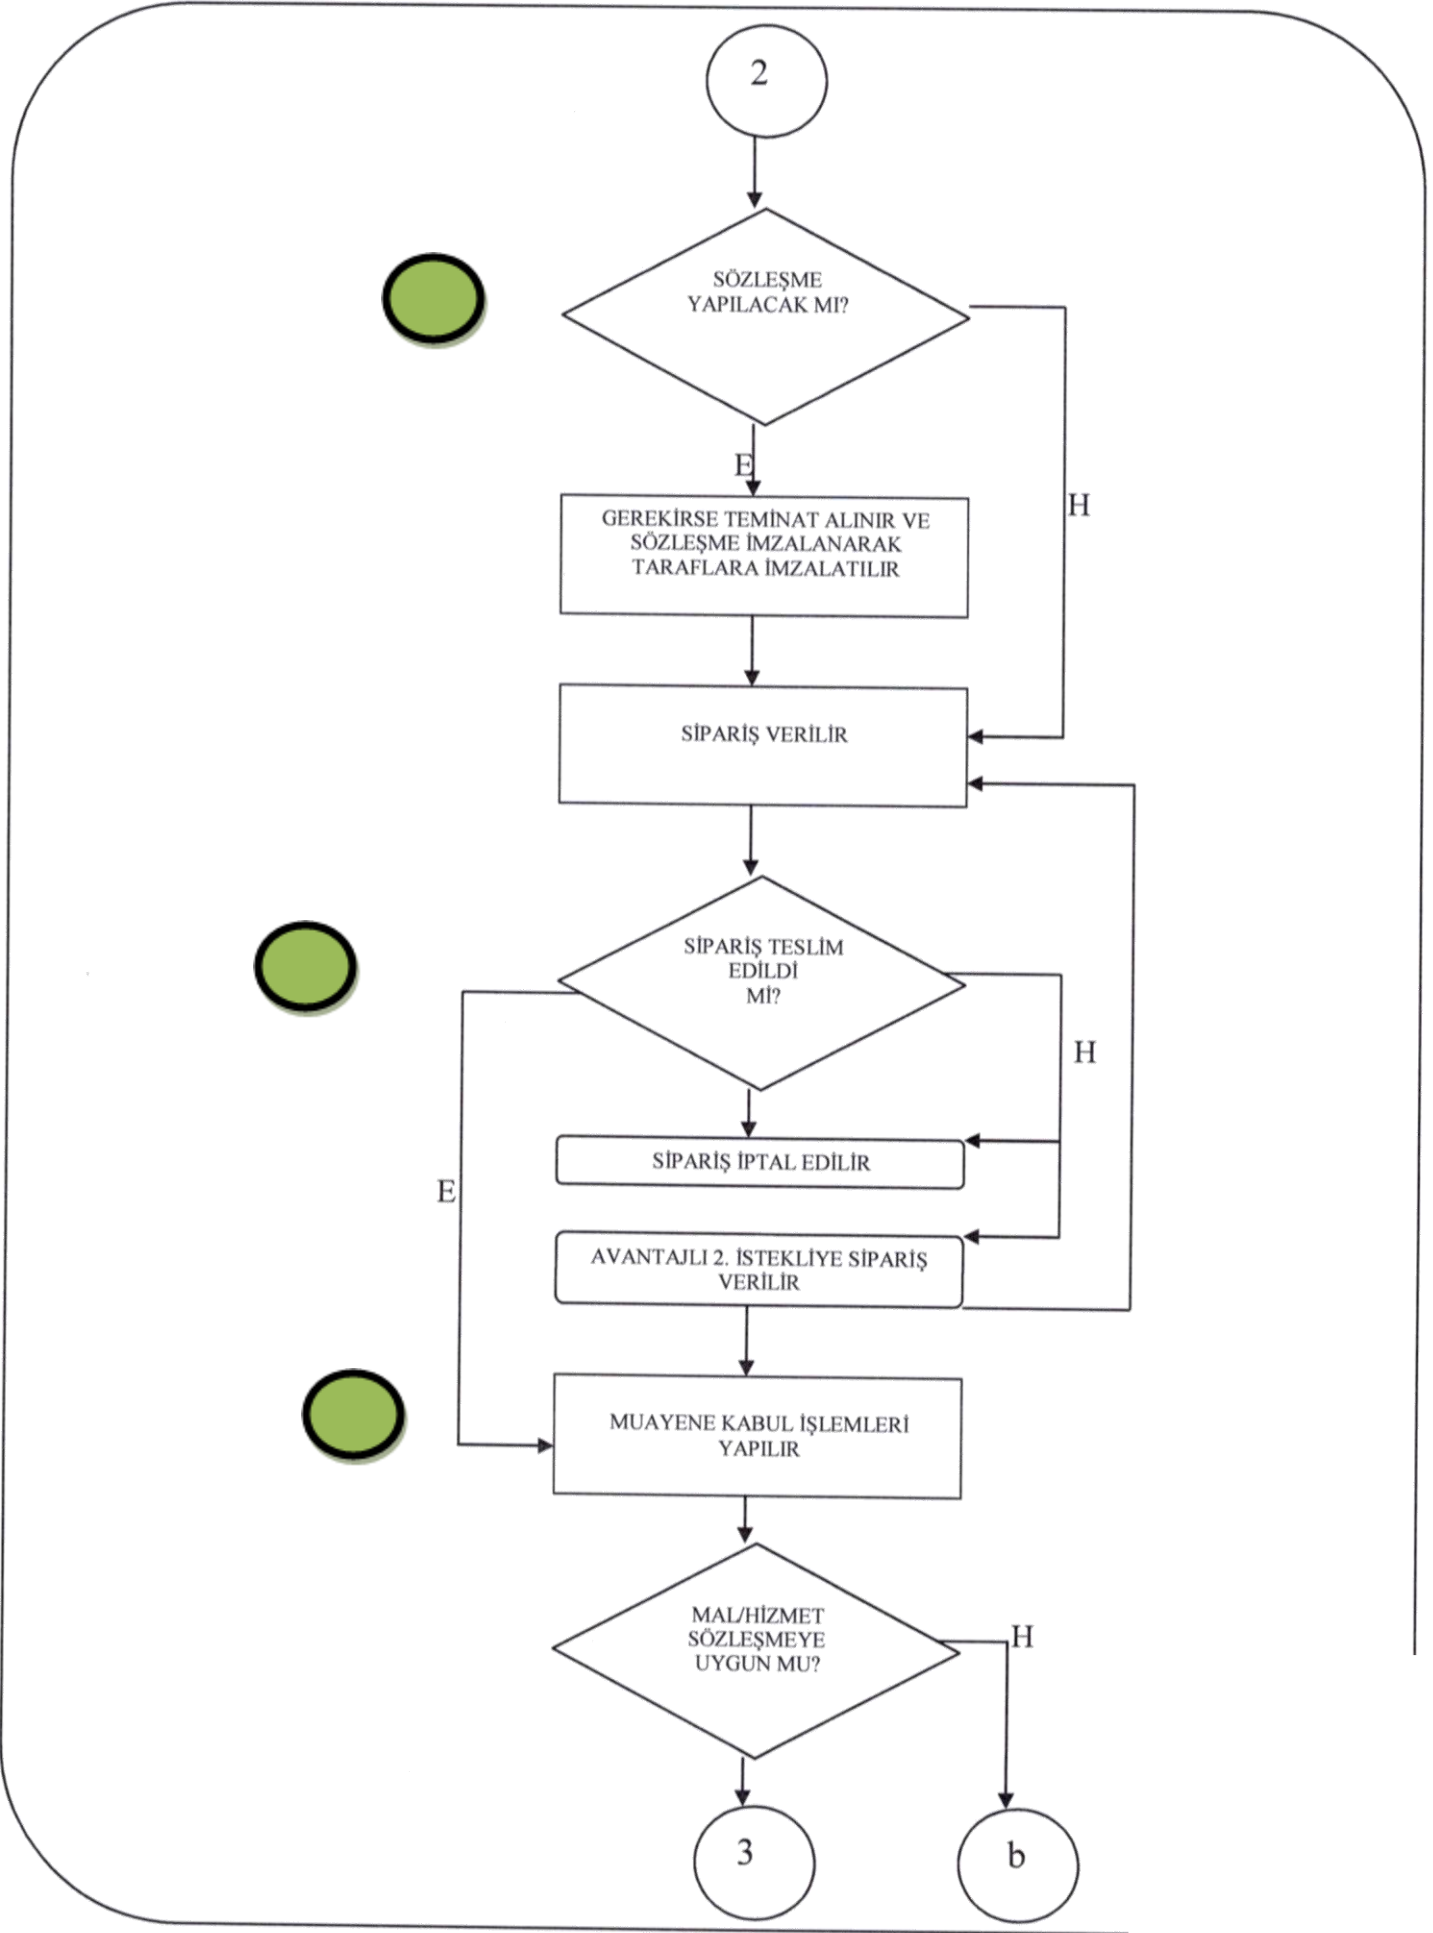 2
SÖZLEŞME
YAPILACAK MI?
E
H
GEREKİRSE TEMİNAT ALINIR VE
SÖZLEŞME İMZALANARAK
TARAFLARA İMZALATILIR
SİPARİŞ VERİLİR
SİPARİŞ TESLİM
EDİLDİ
Mİ?
H
SİPARİŞ İPTAL EDİLİR
E
AVANTAJLI 2. İSTEKLİYE SİPARİŞ
VERİLİR
MUAYENE KABUL İŞLEMLERİ
YAPILIR
MAL/HİZMET
SÖZLEŞMEYE
UYGUN MU?
H
3
b